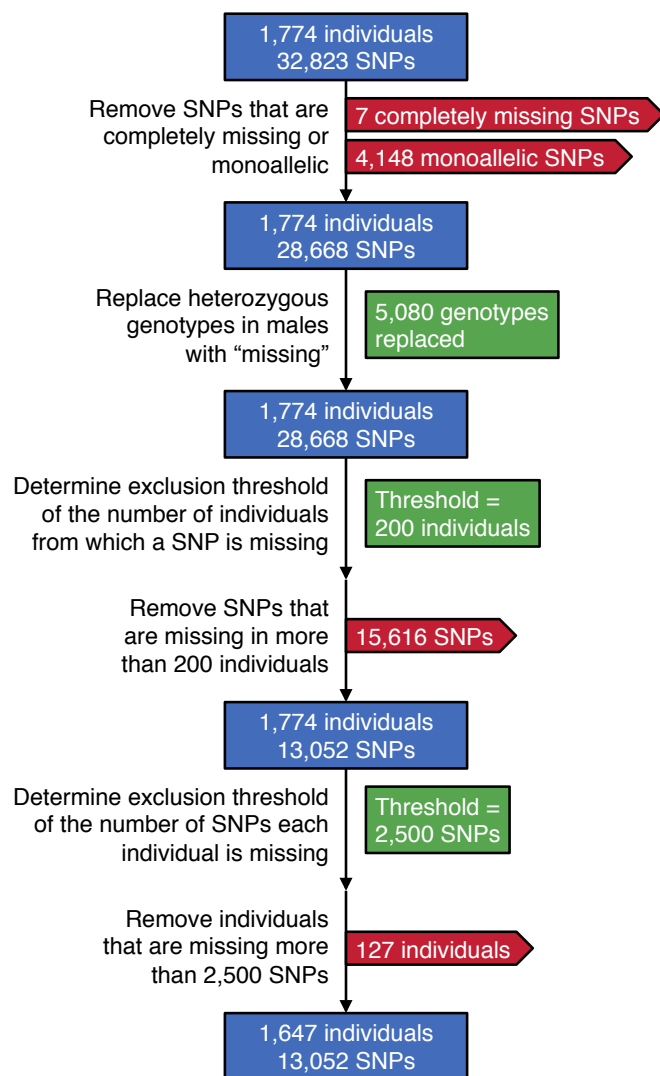 1,774 individuals
32,823 SNPs
Remove SNPs that are
completely missing or
monoallelic
7 completely missing SNPs
4,148 monoallelic SNPs
1,774 individuals
28,668 SNPs
Replace heterozygous
genotypes in males
with “missing”
5,080 genotypes
replaced
1,774 individuals
28,668 SNPs
Determine exclusion threshold
of the number of individuals
from which a SNP is missing
Threshold =
200 individuals
Remove SNPs that
are missing in more
than 200 individuals
15,616 SNPs
1,774 individuals
13,052 SNPs
Determine exclusion threshold
of the number of SNPs each
individual is missing
Threshold =
2,500 SNPs
Remove individuals
that are missing more
than 2,500 SNPs
127 individuals
1,647 individuals
13,052 SNPs